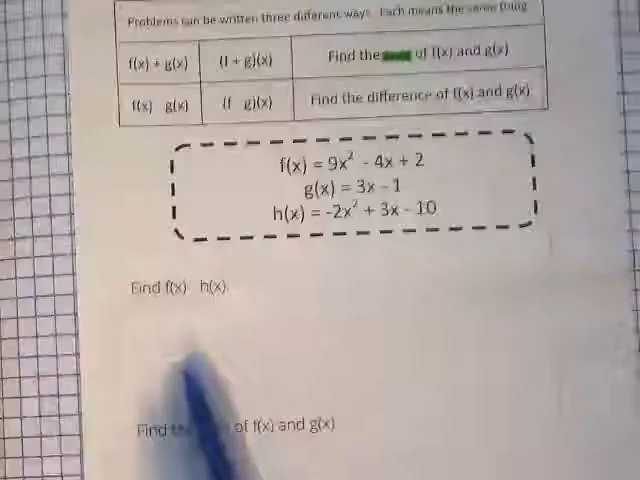 Problems can be written three different ways. Each means the same thing
f(x) + g(x) (f + g)(x) Find the of f(x) and g(x)
f(x) g(x) (f g)(x) Find the difference of f(x) and g(x)
f(x) = 9x² - 4x + 2
g(x) = 3x - 1
h(x) = -2x² + 3x - 10
Find f(x) h(x)
Find of f(x) and g(x)